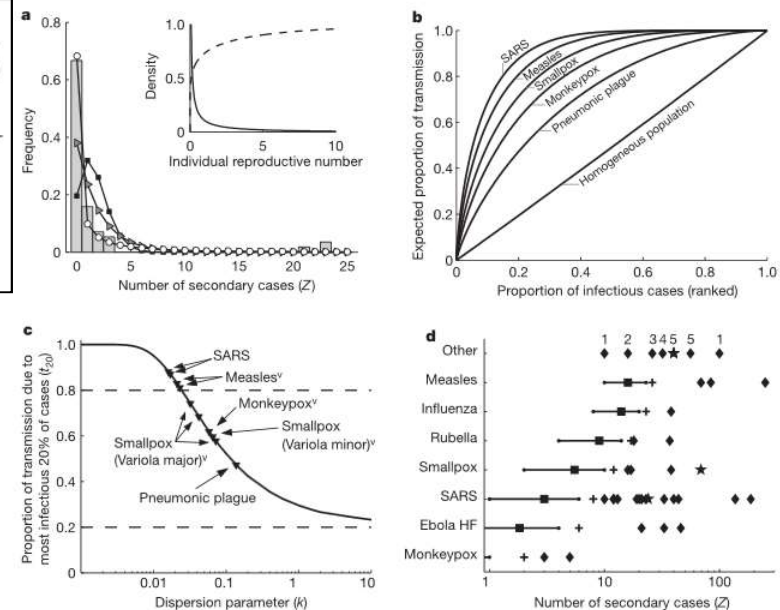 a
0.8
0.6
0.4
0.2
0
Frequency
0 5 10 15 20 25
Number of secondary cases (Z)
1.0
0.5
0
Density
0 5 10
Individual reproductive number
b
1.0
0.8
0.6
0.4
0.2
0
Expected proportion of transmission
SARS
Measles
Smallpox
Monkeypox
Pneumonic plague
Homogeneous population
0 0.2 0.4 0.6 0.8 1.0
Proportion of infectious cases (ranked)
c
1.0
0.8
0.6
0.4
0.2
0
Proportion of transmission due to
most infectious 20% of cases (t20)
SARS
Measlesv
Monkeypoxv
Smallpox
(Variola minor)v
Smallpox
(Variola major)v
Pneumonic plague
0.01 0.1 1 10
Dispersion parameter (k)
d
1 2 3 4 5 5 1
Other
Measles
Influenza
Rubella
Smallpox
SARS
Ebola HF
Monkeypox
1 10 100
Number of secondary cases (Z)